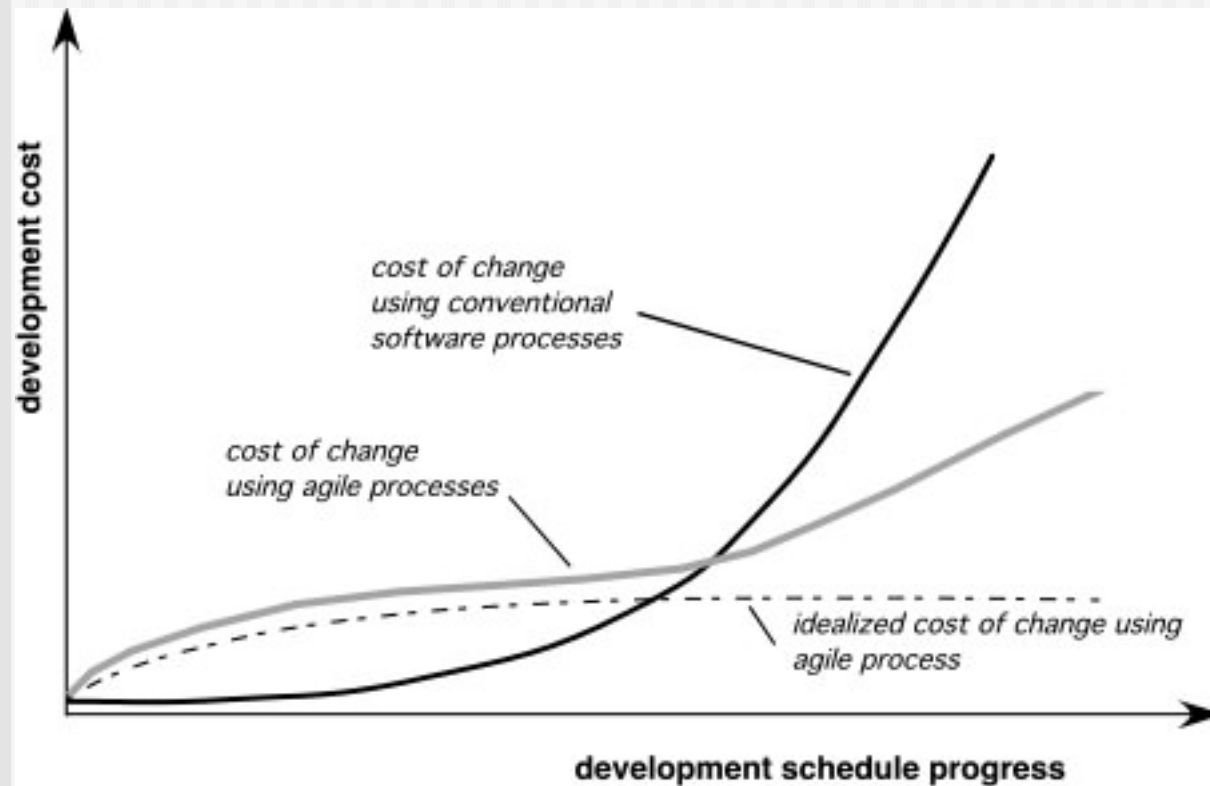 development cost
cost of change
using conventional
software processes
cost of change
using agile processes
idealized cost of change using
agile process
development schedule progress